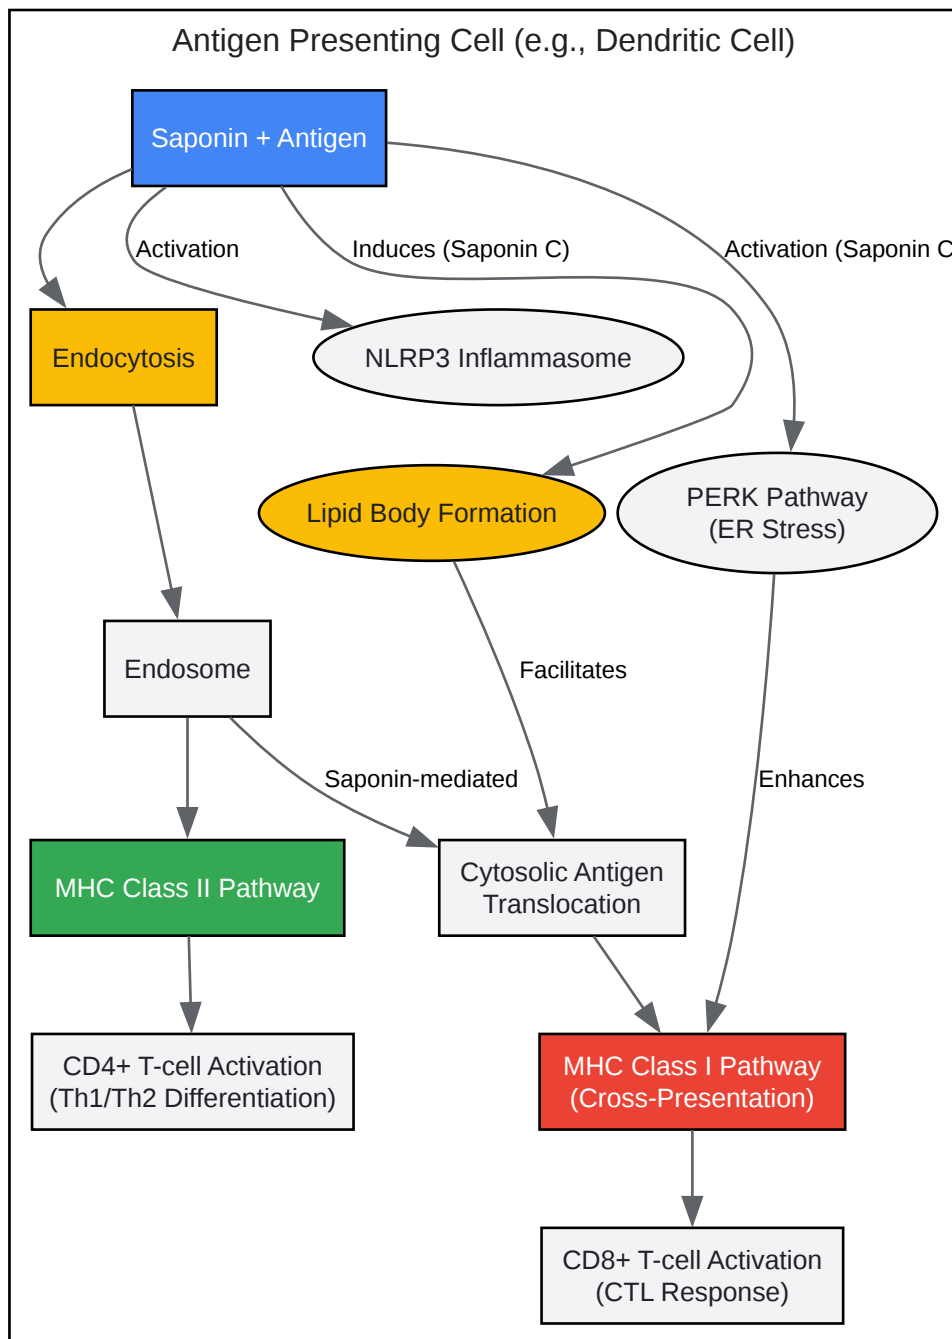 Antigen Presenting Cell (e.g., Dendritic Cell)
Saponin + Antigen
Activation
Induces (Saponin C)
Activation (Saponin C
Endocytosis
NLRP3 Inflammasome
Lipid Body Formation
PERK Pathway
(ER Stress)
Endosome
Facilitates
Saponin-mediated
Enhances
MHC Class II Pathway
Cytosolic Antigen
Translocation
CD4+ T-cell Activation
(Th1/Th2 Differentiation)
MHC Class I Pathway
(Cross-Presentation)
CD8+ T-cell Activation
(CTL Response)